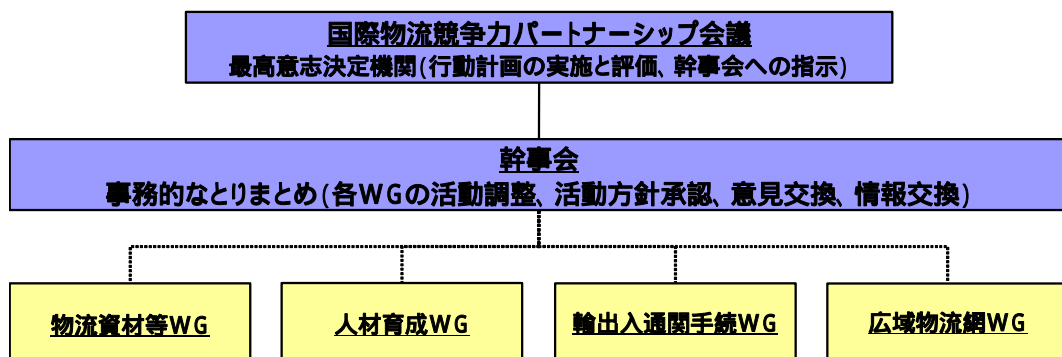 国際物流競争力パートナーシップ会議
最高意志決定機関(行動計画の実施と評価、幹事会への指示)
幹事会
事務的なとりまとめ(各WGの活動調整、活動方針承認、意見交換、情報交換)
物流資材等WG
人材育成WG
輸出入通関手続WG
広域物流網WG